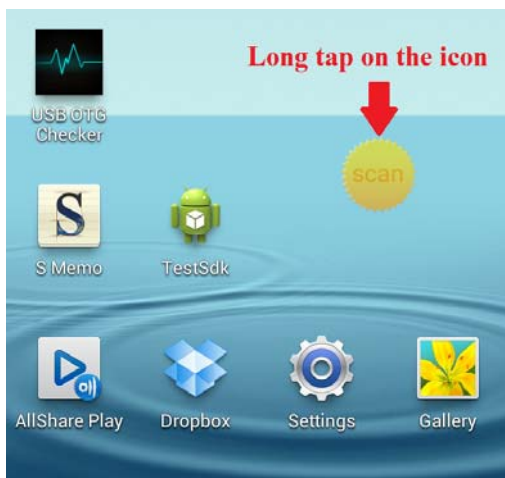 Long tap on the icon
USB OTG
Checker
scan
S
S Memo
TestSdk
AllShare Play
Dropbox
Settings
Gallery